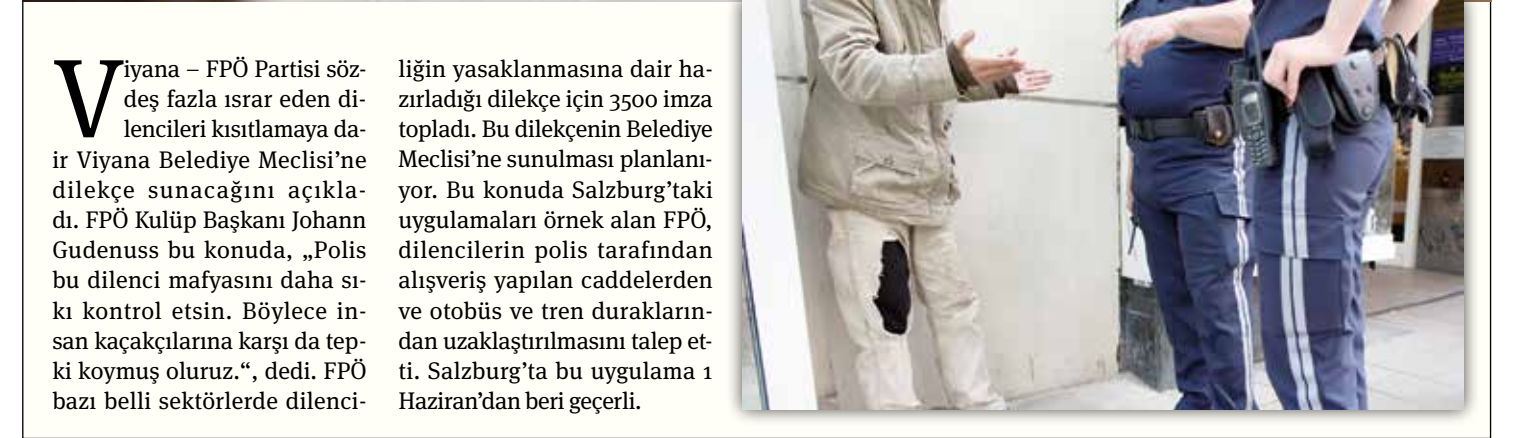 Viyana – FPÖ Partisi söz-
deş fazla ısrar eden di-
lencileri kısıtlamaya da-
ir Viyana Belediye Meclisi’ne
dilekçe sunacağını açıkla-
dı. FPÖ Kulüp Başkanı Johann
Gudenuss bu konuda, „Polis
bu dilenci mafyasını daha sı-
kı kontrol etsin. Böylece in-
san kaçakçılarına karşı da tep-
ki koymuş oluruz.“, dedi. FPÖ
bazı belli sektörlerde dilenci-
liğin yasaklanmasına dair ha-
zırladığı dilekçe için 3500 imza
topladı. Bu dilekçenin Belediye
Meclisi’ne sunulması planlanı-
yor. Bu konuda Salzburg’taki
uygulamaları örnek alan FPÖ,
dilencilerin polis tarafından
alışveriş yapılan caddelerden
ve otobüs ve tren durakların-
dan uzaklaştırılmasını talep et-
ti. Salzburg’ta bu uygulama 1
Haziran’dan beri geçerli.